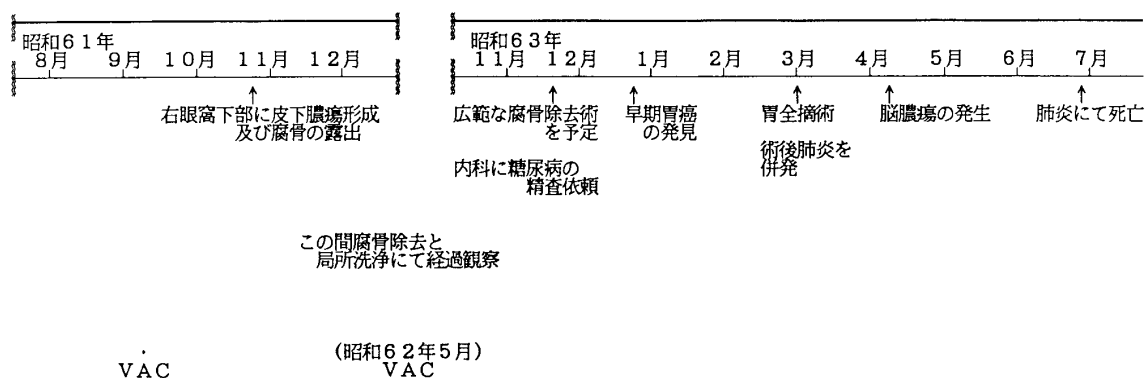 昭和61年
8月 9月 10月 11月 12月
右眼窩下部に皮下膿瘍形成
及び腐骨の露出
昭和63年
11月 12月 1月 2月 3月 4月 5月 6月 7月
広範な腐骨除去術
を予定
内科に糖尿病の
精査依頼
早期胃癌
の発見
胃全摘術
術後肺炎を
併発
脳膿瘍の発生
肺炎にて死亡
この間腐骨除去と
局所洗浄にて経過観察
VAC
(昭和62年5月)
VAC